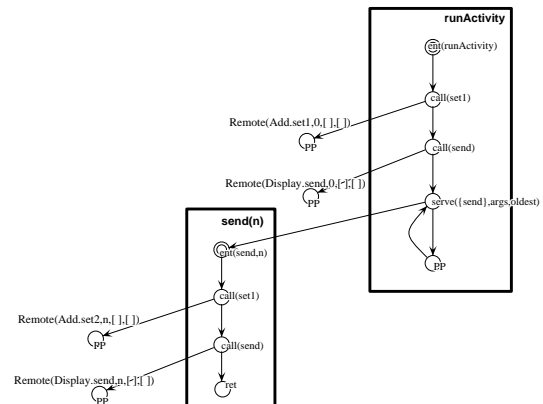 runActivity
ent(runActivity)
call(set1)
Remote(Add.set1,0,[ ],[ ])
PP
call(send)
Remote(Display.send,0,[-],[ ])
PP
serve({send},args,oldest)
PP
send(n)
ent(send,n)
call(set1)
Remote(Add.set2,n,[ ],[ ])
PP
call(send)
Remote(Display.send,n,[-],[ ])
PP
ret